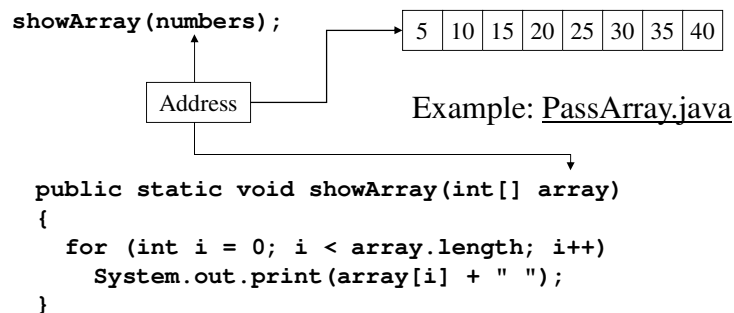 showArray(numbers);
5 10 15 20 25 30 35 40
Address
Example: PassArray.java
public static void showArray(int[] array)
{
for (int i = 0; i < array.length; i++)
System.out.print(array[i] + " ");
}